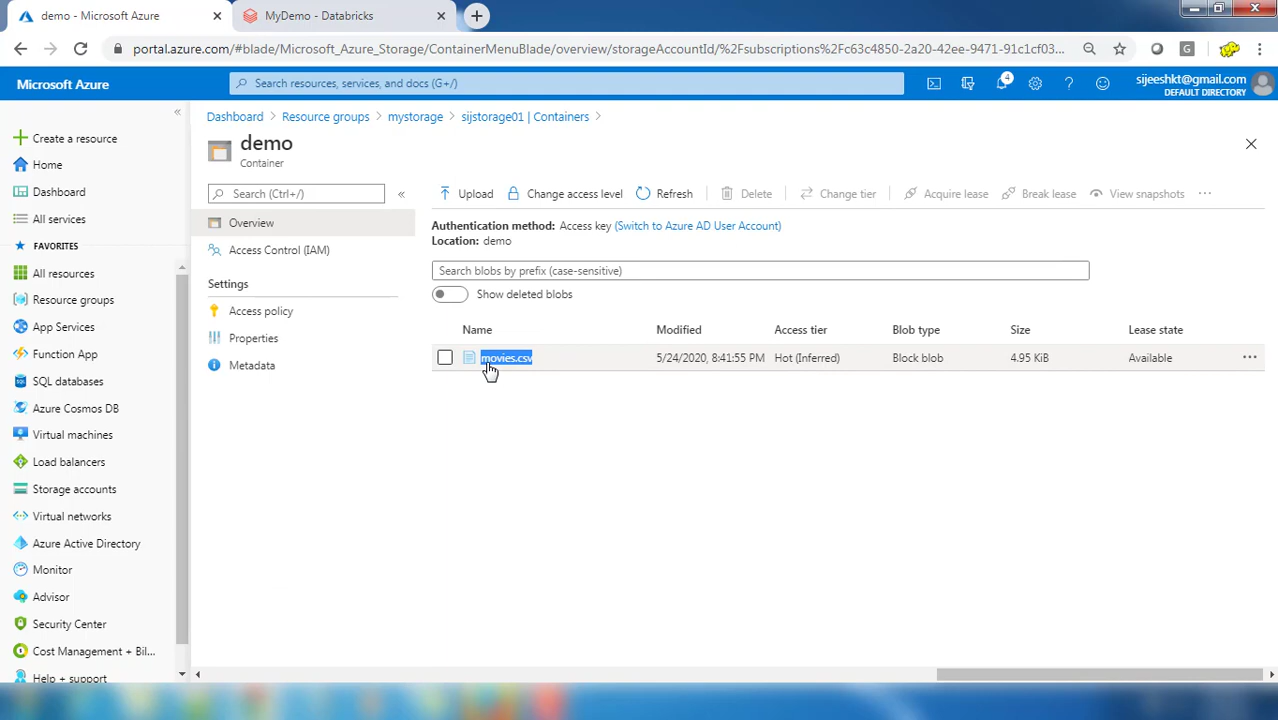 demo - Microsoft Azure
MyDemo - Databricks
portal.azure.com/#blade/Microsoft_Azure_Storage/ContainerMenuBlade/overview/storageAccountId/%2Fsubscriptions%2Fc63c4850-2a20-42ee-9471-91c1cf03...
Microsoft Azure
Search resources, services, and docs (G+/)
4
sijeeshkt@gmail.com
DEFAULT DIRECTORY
Create a resource
Home
Dashboard
All services
FAVORITES
All resources
Resource groups
App Services
Function App
SQL databases
Azure Cosmos DB
Virtual machines
Load balancers
Storage accounts
Virtual networks
Azure Active Directory
Monitor
Advisor
Security Center
Cost Management + Bil...
Help + support
Dashboard > Resource groups > mystorage > sijstorage01 | Containers >
demo
Container
Search (Ctrl+/)
Overview
Access Control (IAM)
Settings
Access policy
Properties
Metadata
Upload Change access level Refresh Delete Change tier Acquire lease Break lease View snapshots ...
Authentication method: Access key (Switch to Azure AD User Account)
Location: demo
Search blobs by prefix (case-sensitive)
Show deleted blobs
Name Modified Access tier Blob type Size Lease state
movies.csv 5/24/2020, 8:41:55 PM Hot (Inferred) Block blob 4.95 KiB Available ...